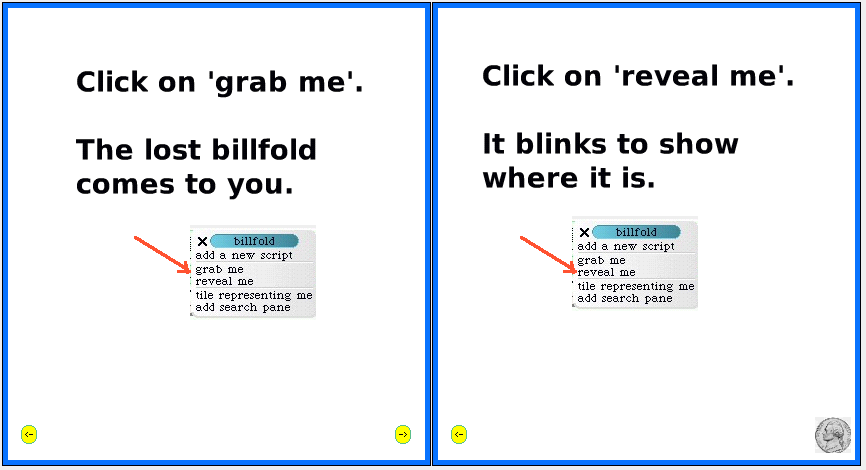 Click on 'grab me'.
The lost billfold
comes to you.
billfold
add a new script
grab me
reveal me
tile representing me
add search pane
<-
->
Click on 'reveal me'.
It blinks to show
where it is.
billfold
add a new script
grab me
reveal me
tile representing me
add search pane
<-